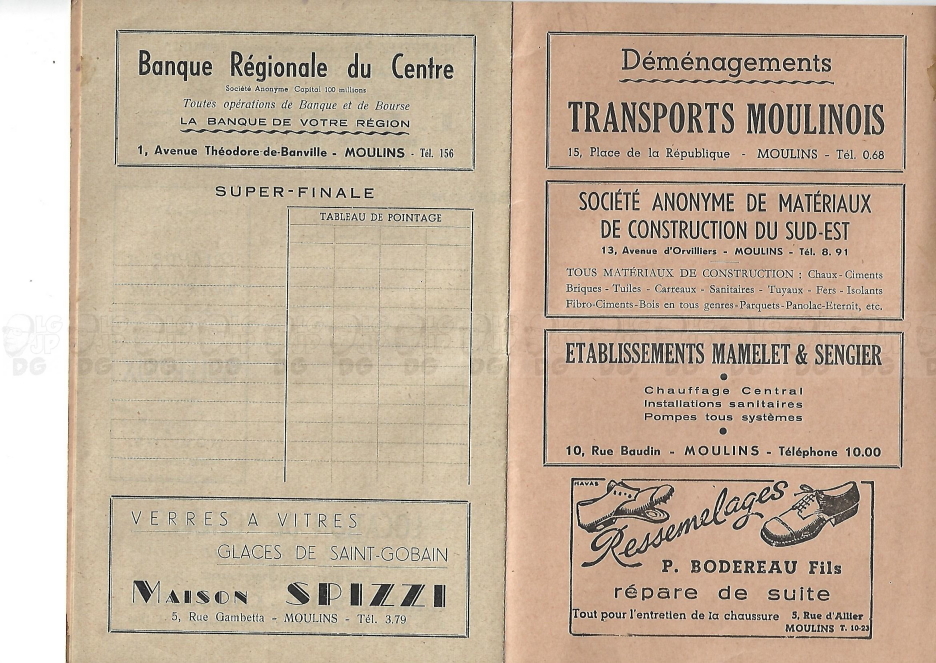 Banque Régionale du Centre
Société Anonyme Capital 100 millions
Toutes opérations de Banque et de Bourse
LA BANQUE DE VOTRE RÉGION
1, Avenue Théodore-de-Banville - MOULINS - Tél. 156
SUPER-FINALE
TABLEAU DE POINTAGE
VERRES A VITRES
GLACES DE SAINT-GOBAIN
MAISON SPIZZI
5, Rue Gambetta - MOULINS - Tél. 3.79
Déménagements
TRANSPORTS MOULINOIS
15, Place de la République - MOULINS - Tél. 0.68
SOCIÉTÉ ANONYME DE MATÉRIAUX
DE CONSTRUCTION DU SUD-EST
13, Avenue d'Orvilliers - MOULINS - Tél. 8.91
TOUS MATÉRIAUX DE CONSTRUCTION : Chaux-Ciments
Briques - Tuiles - Carreaux - Sanitaires - Tuyaux - Fers - Isolants
Fibro-Ciments-Bois en tous genres-Parquets-Panolac-Eternit, etc.
ETABLISSEMENTS MAMELET & SENGIER
Chauffage Central
Installations sanitaires
Pompes tous systèmes
10, Rue Baudin - MOULINS - Téléphone 10.00
HAVAS
Ressemelages
P. BODEREAU Fils
répare de suite
Tout pour l'entretien de la chaussure 5, Rue d'Allier
MOULINS T. 10-23